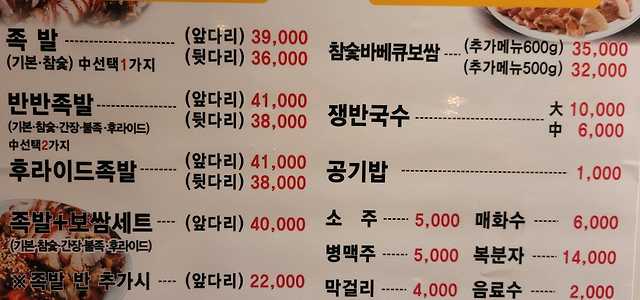 족 발 ------- (앞다리) 39,000
(기본·참숯) 中선택1가지 (뒷다리) 36,000
반반족발 ------- (앞다리) 41,000
(기본·참숯·간장·불족·후라이드) (뒷다리) 38,000
中선택2가지
후라이드족발 ---- (앞다리) 41,000
(뒷다리) 38,000
족발+보쌈세트 ---- (앞다리) 40,000
(기본·참숯·간장·불족·후라이드)
※ 족발 반 추가시 --- (앞다리) 22,000
참숯바베큐보쌈 ---- (추가메뉴600g) 35,000
(추가메뉴500g) 32,000
쟁반국수 ---------------- 大 10,000
中 6,000
공기밥 -------------------- 1,000
소 주 ----- 5,000 매화수 ---- 6,000
병맥주 ----- 5,000 복분자 ---- 14,000
막걸리 ----- 4,000 음료수 ---- 2,000